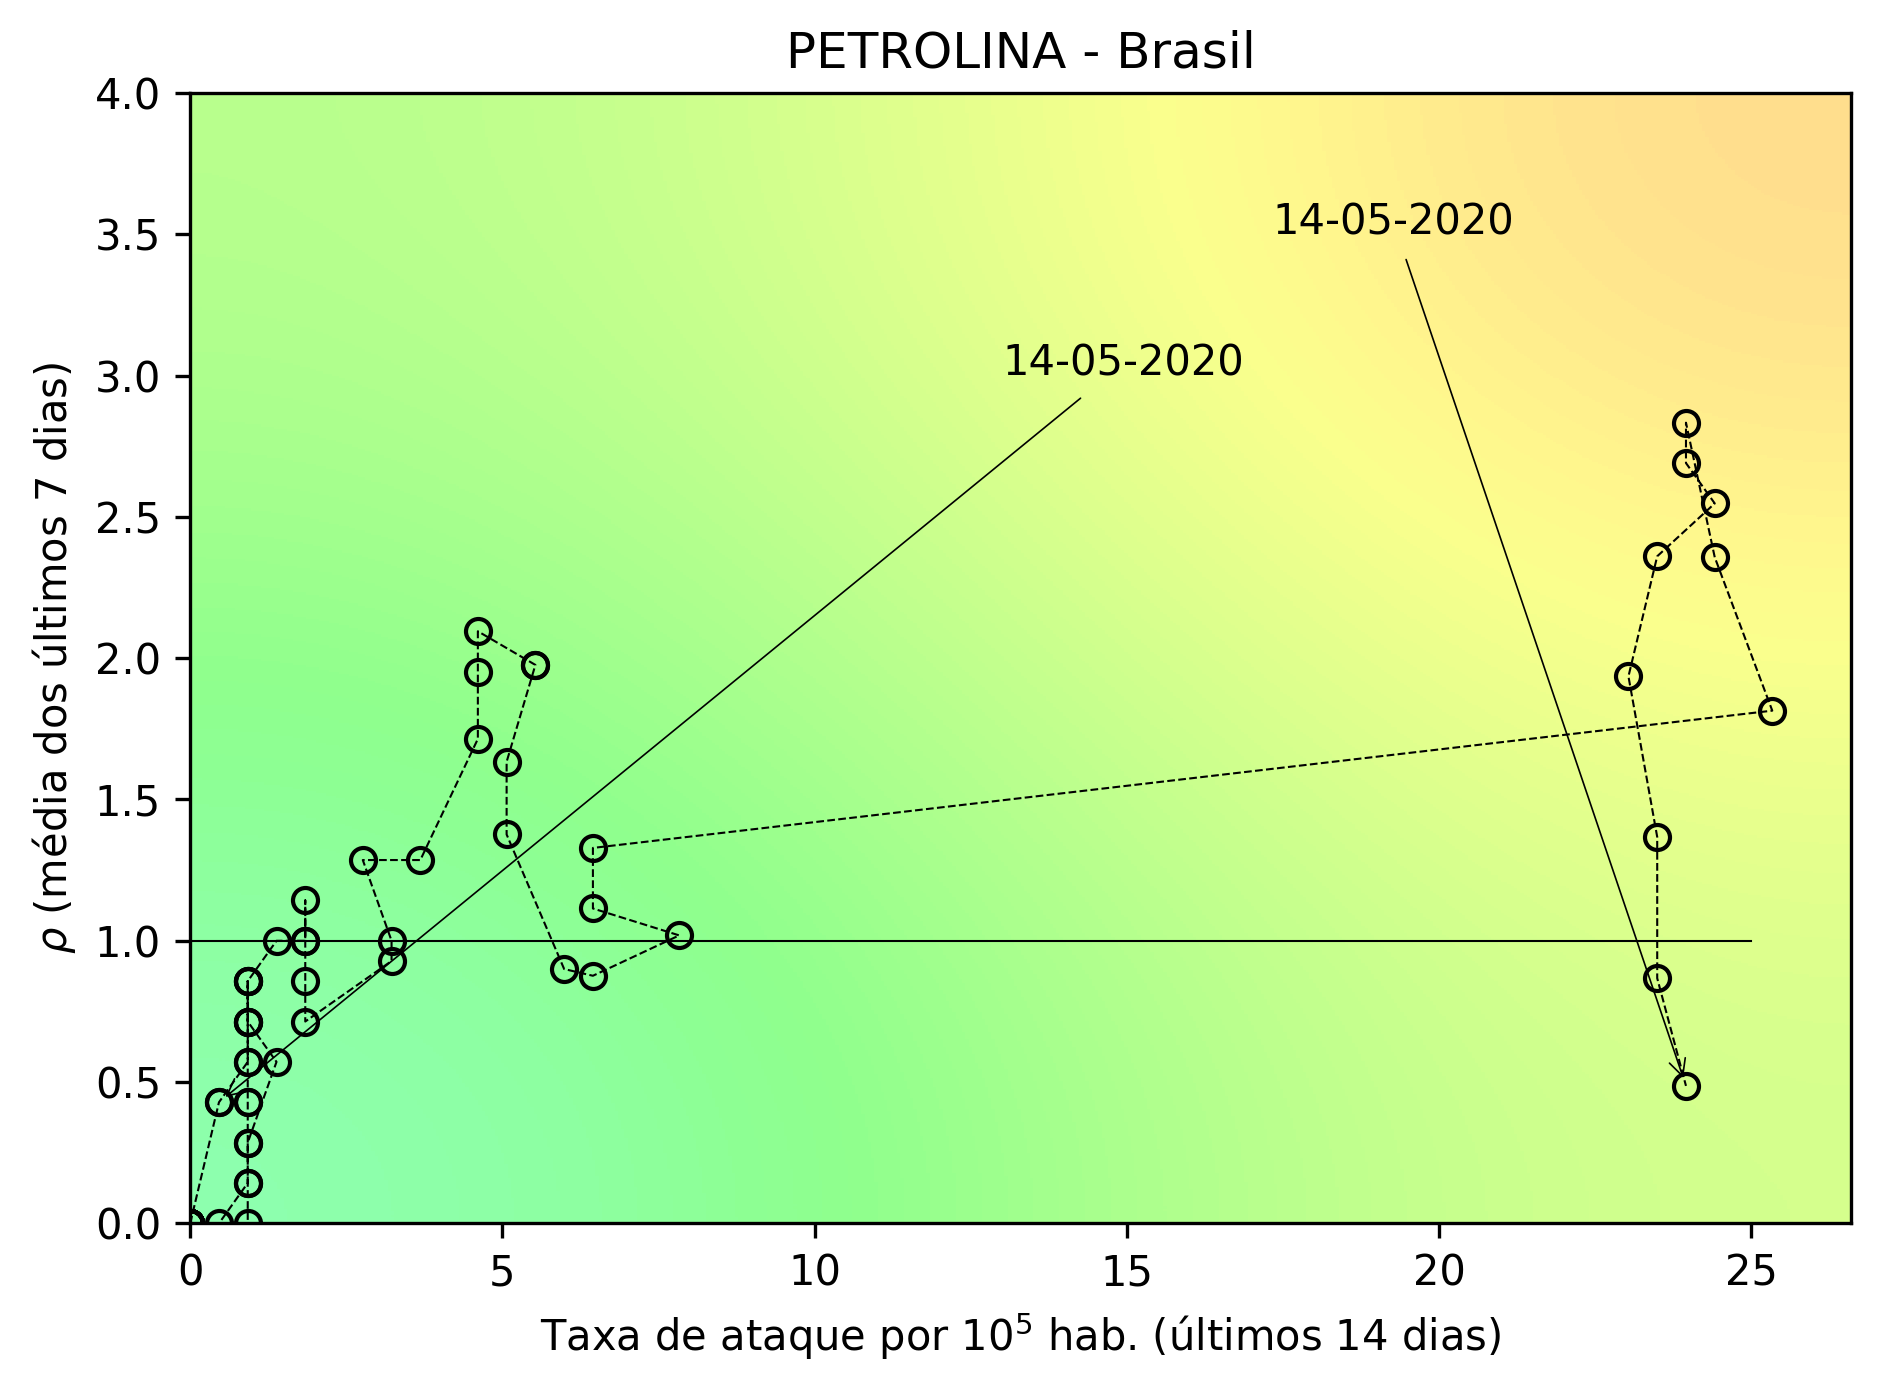 PETROLINA - Brasil
4.0
3.5
3.0
2.5
2.0
1.5
1.0
0.5
0.0
ρ (média dos últimos 7 dias)
14-05-2020
14-05-2020
0 5 10 15 20 25
Taxa de ataque por 10⁵ hab. (últimos 14 dias)